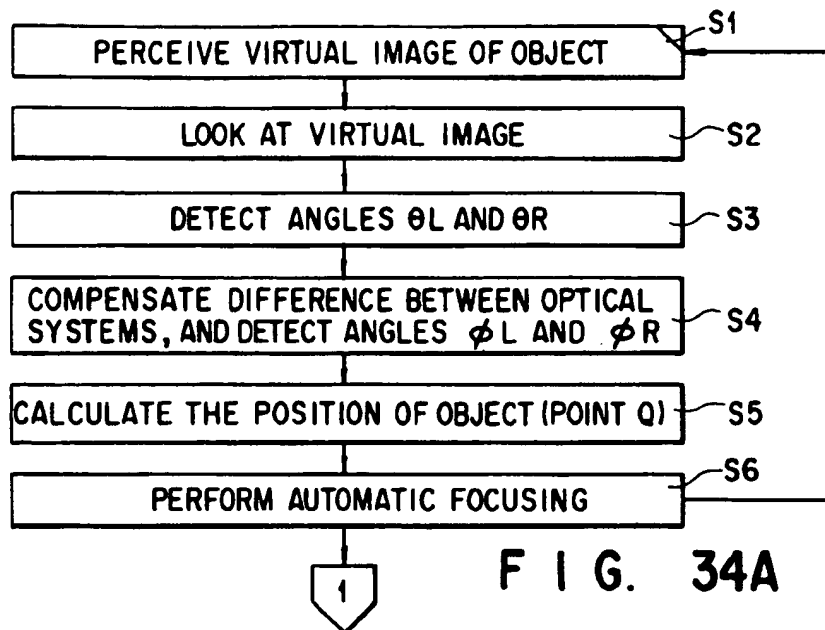 PERCEIVE VIRTUAL IMAGE OF OBJECT
S1
LOOK AT VIRTUAL IMAGE
S2
DETECT ANGLES θL AND θR
S3
COMPENSATE DIFFERENCE BETWEEN OPTICAL
SYSTEMS, AND DETECT ANGLES ϕL AND ϕR
S4
CALCULATE THE POSITION OF OBJECT (POINT Q)
S5
PERFORM AUTOMATIC FOCUSING
S6
1
FIG. 34A